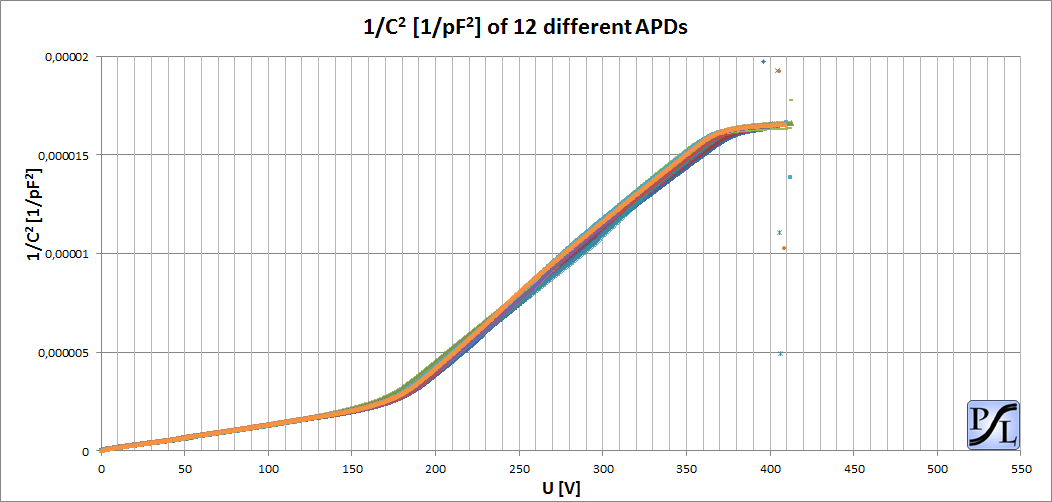 1/C² [1/pF²] of 12 different APDs
1/C² [1/pF²]
0,00002
0,000015
0,00001
0,000005
0
0 50 100 150 200 250 300 350 400 450 500 550
U [V]
PSL